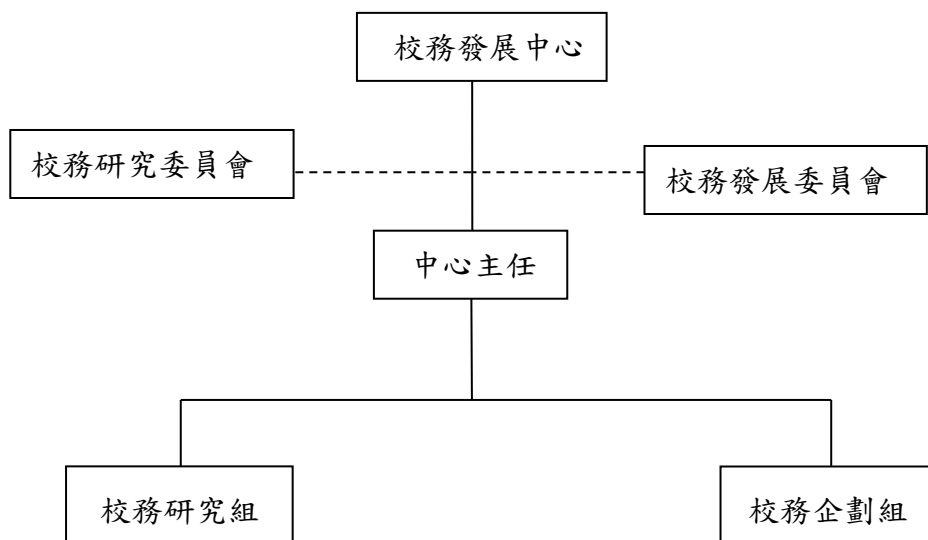 校務發展中心
校務研究委員會
校務發展委員會
中心主任
校務研究組
校務企劃組